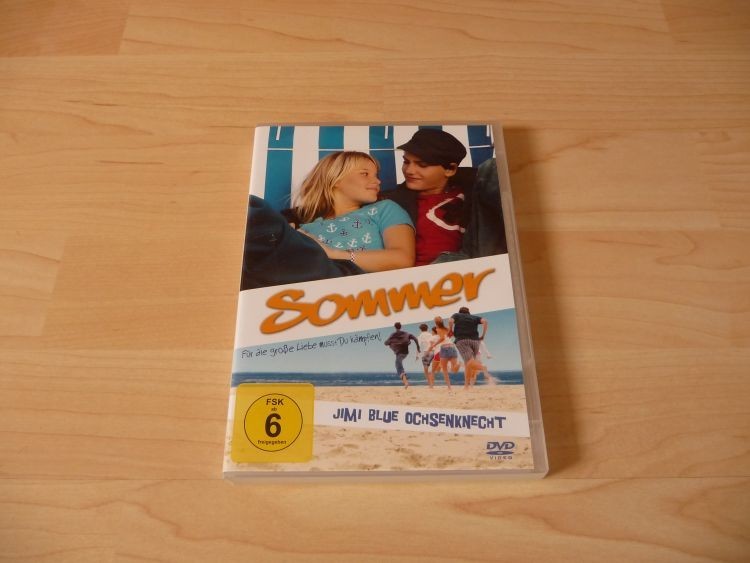 Sommer
Für die große Liebe musst Du kämpfen!
JIMI BLUE OCHSENKNECHT
FSK
ab
6
freigegeben
DVD
VIDEO